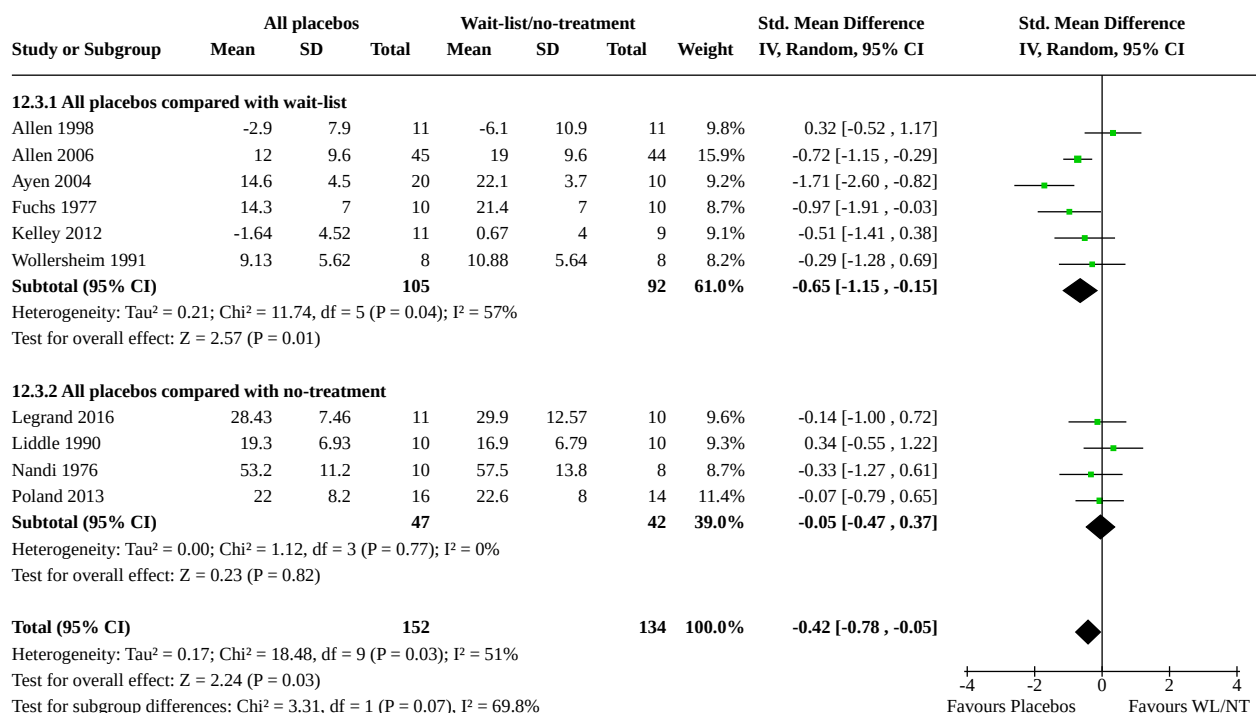 All placebos Wait-list/no-treatment Std. Mean Difference Std. Mean Difference
Study or Subgroup Mean SD Total Mean SD Total Weight IV, Random, 95% CI IV, Random, 95% CI
12.3.1 All placebos compared with wait-list
Allen 1998 -2.9 7.9 11 -6.1 10.9 11 9.8% 0.32 [-0.52 , 1.17]
Allen 2006 12 9.6 45 19 9.6 44 15.9% -0.72 [-1.15 , -0.29]
Ayen 2004 14.6 4.5 20 22.1 3.7 10 9.2% -1.71 [-2.60 , -0.82]
Fuchs 1977 14.3 7 10 21.4 7 10 8.7% -0.97 [-1.91 , -0.03]
Kelley 2012 -1.64 4.52 11 0.67 4 9 9.1% -0.51 [-1.41 , 0.38]
Wollersheim 1991 9.13 5.62 8 10.88 5.64 8 8.2% -0.29 [-1.28 , 0.69]
Subtotal (95% CI) 105 92 61.0% -0.65 [-1.15 , -0.15]
Heterogeneity: Tau² = 0.21; Chi² = 11.74, df = 5 (P = 0.04); I² = 57%
Test for overall effect: Z = 2.57 (P = 0.01)
12.3.2 All placebos compared with no-treatment
Legrand 2016 28.43 7.46 11 29.9 12.57 10 9.6% -0.14 [-1.00 , 0.72]
Liddle 1990 19.3 6.93 10 16.9 6.79 10 9.3% 0.34 [-0.55 , 1.22]
Nandi 1976 53.2 11.2 10 57.5 13.8 8 8.7% -0.33 [-1.27 , 0.61]
Poland 2013 22 8.2 16 22.6 8 14 11.4% -0.07 [-0.79 , 0.65]
Subtotal (95% CI) 47 42 39.0% -0.05 [-0.47 , 0.37]
Heterogeneity: Tau² = 0.00; Chi² = 1.12, df = 3 (P = 0.77); I² = 0%
Test for overall effect: Z = 0.23 (P = 0.82)
Total (95% CI) 152 134 100.0% -0.42 [-0.78 , -0.05]
Heterogeneity: Tau² = 0.17; Chi² = 18.48, df = 9 (P = 0.03); I² = 51%
Test for overall effect: Z = 2.24 (P = 0.03) -4 -2 0 2 4
Test for subgroup differences: Chi² = 3.31, df = 1 (P = 0.07), I² = 69.8% Favours Placebos Favours WL/NT